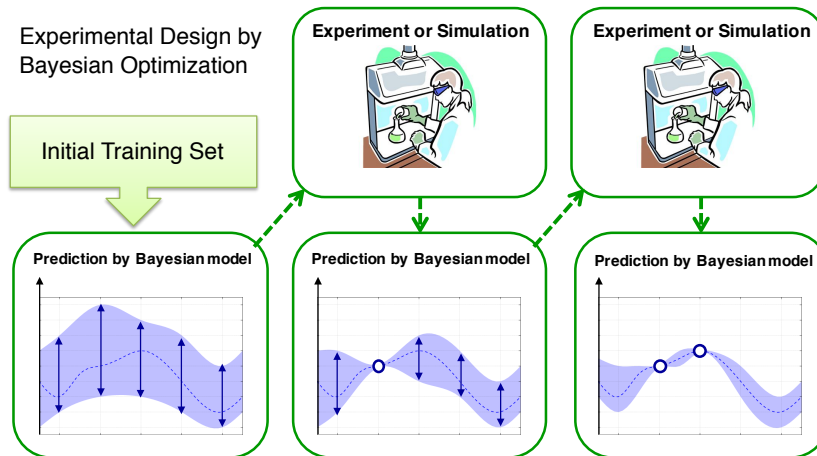 Experimental Design by
Bayesian Optimization
Initial Training Set
Experiment or Simulation
Experiment or Simulation
Prediction by Bayesian model
Prediction by Bayesian model
Prediction by Bayesian model